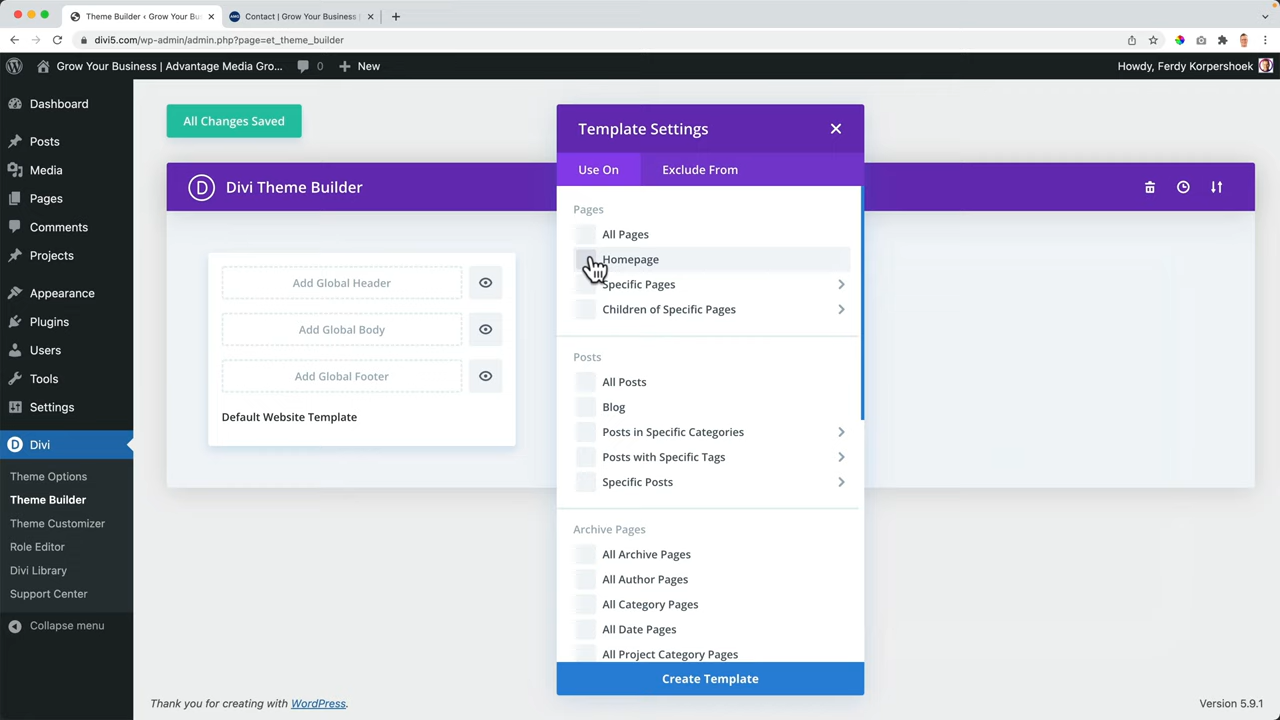 Theme Builder ‹ Grow Your Bu
Contact | Grow Your Business |
divi5.com/wp-admin/admin.php?page=et_theme_builder
Grow Your Business | Advantage Media Gro...
0
New
Howdy, Ferdy Korpershoek
Dashboard
Posts
Media
Pages
Comments
Projects
Appearance
Plugins
Users
Tools
Settings
Divi
Theme Options
Theme Builder
Theme Customizer
Role Editor
Divi Library
Support Center
Collapse menu
All Changes Saved
D
Divi Theme Builder
Add Global Header
Add Global Body
Add Global Footer
Default Website Template
Template Settings
Use On
Exclude From
Pages
All Pages
Homepage
Specific Pages
Children of Specific Pages
Posts
All Posts
Blog
Posts in Specific Categories
Posts with Specific Tags
Specific Posts
Archive Pages
All Archive Pages
All Author Pages
All Category Pages
All Date Pages
All Project Category Pages
Create Template
Thank you for creating with WordPress.
Version 5.9.1